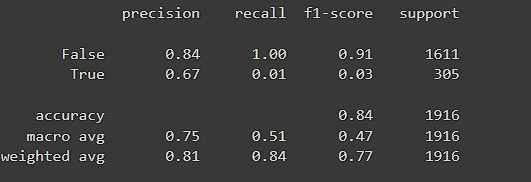 precision recall f1-score support
False 0.84 1.00 0.91 1611
True 0.67 0.01 0.03 305
accuracy 0.84 1916
macro avg 0.75 0.51 0.47 1916
weighted avg 0.81 0.84 0.77 1916